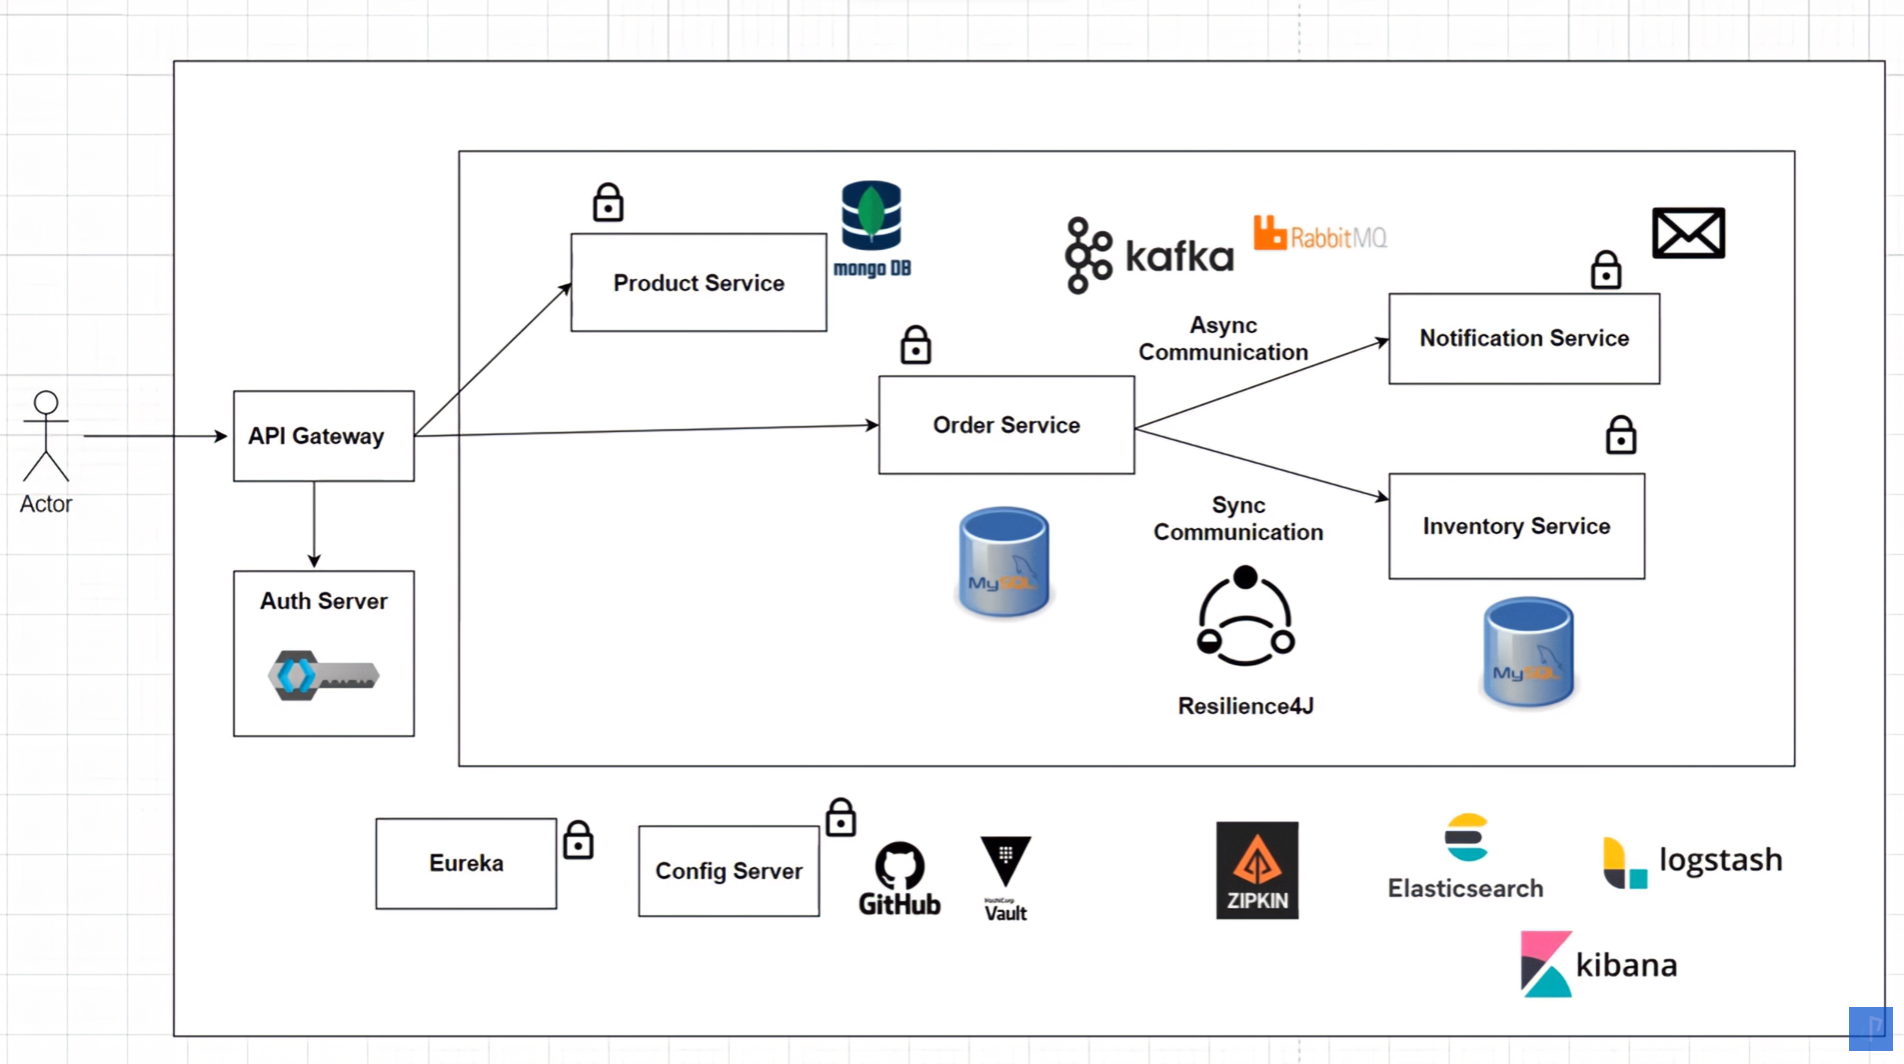 mongo DB
Product Service
kafka
RabbitMQ
Async
Communication
Notification Service
Order Service
API Gateway
Actor
Sync
Communication
Inventory Service
MySQL
Auth Server
MySQL
Resilience4J
Eureka
Config Server
GitHub
HashiCorp
Vault
ZIPKIN
Elasticsearch
logstash
kibana